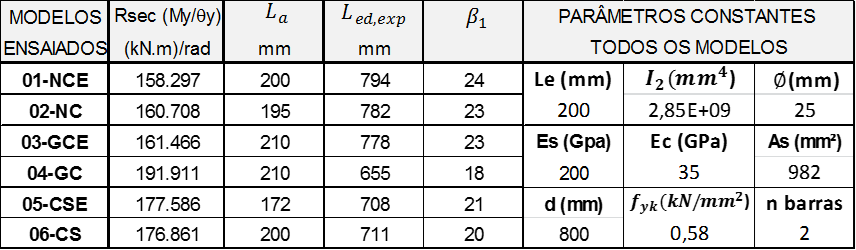 MODELOS ENSAIADOS Rsec (My/θy) (kN.m)/rad L_a mm L_{ed,exp} mm β_1 PARÂMETROS CONSTANTES TODOS OS MODELOS
01-NCE 158.297 200 794 24 Le (mm) I_2(mm^4) Ø(mm)
02-NC 160.708 195 782 23 200 2,85E+09 25
03-GCE 161.466 210 778 23 Es (Gpa) Ec (GPa) As (mm²)
04-GC 191.911 210 655 18 200 35 982
05-CSE 177.586 172 708 21 d (mm) f_{yk}(kN/mm^2) n barras
06-CS 176.861 200 711 20 800 0,58 2